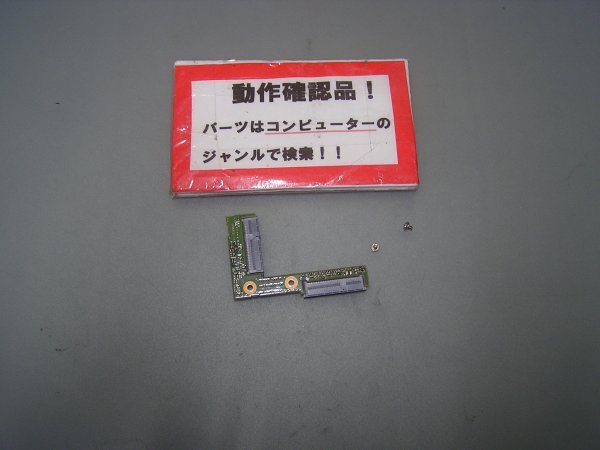 動作確認品！
パーツはコンピューターの
ジャンルで検索！！